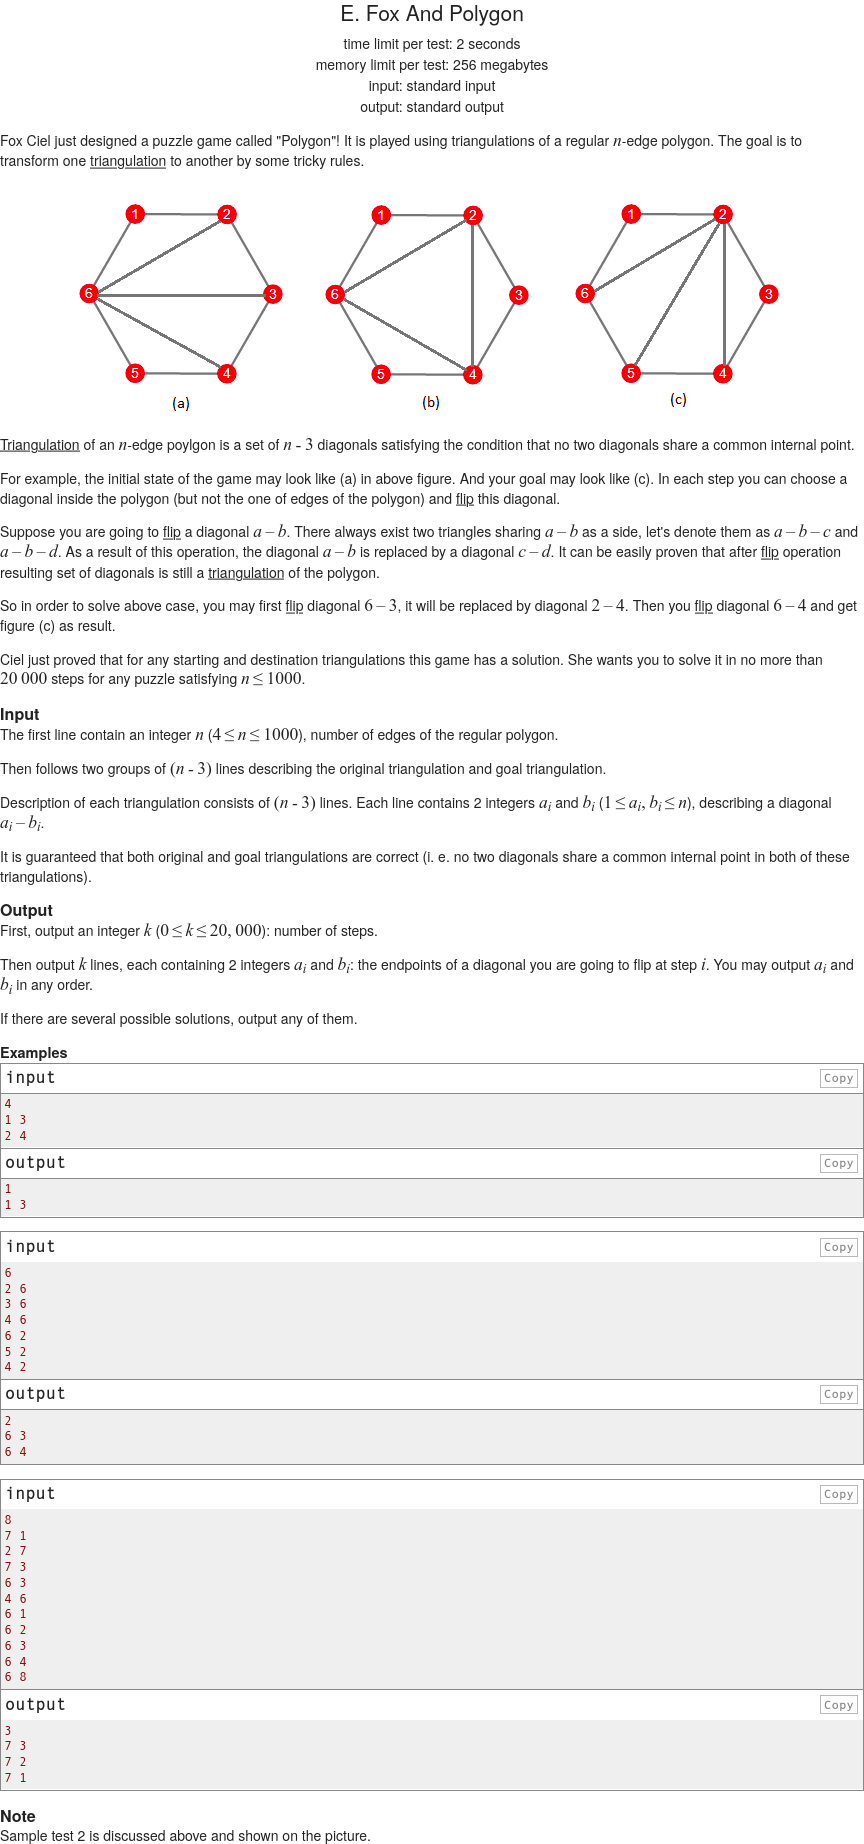 E. Fox And Polygon
time limit per test: 2 seconds
memory limit per test: 256 megabytes
input: standard input
output: standard output
Fox Ciel just designed a puzzle game called "Polygon"! It is played using triangulations of a regular n-edge polygon. The goal is to
transform one triangulation to another by some tricky rules.
1 2 1 2 1 2
6 3 6 3 6 3
5 4 5 4 5 4
(a) (b) (c)
Triangulation of an n-edge poylgon is a set of n - 3 diagonals satisfying the condition that no two diagonals share a common internal point.
For example, the initial state of the game may look like (a) in above figure. And your goal may look like (c). In each step you can choose a
diagonal inside the polygon (but not the one of edges of the polygon) and flip this diagonal.
Suppose you are going to flip a diagonal a – b. There always exist two triangles sharing a – b as a side, let's denote them as a – b – c and
a – b – d. As a result of this operation, the diagonal a – b is replaced by a diagonal c – d. It can be easily proven that after flip operation
resulting set of diagonals is still a triangulation of the polygon.
So in order to solve above case, you may first flip diagonal 6 – 3, it will be replaced by diagonal 2 – 4. Then you flip diagonal 6 – 4 and get
figure (c) as result.
Ciel just proved that for any starting and destination triangulations this game has a solution. She wants you to solve it in no more than
20 000 steps for any puzzle satisfying n ≤ 1000.
Input
The first line contain an integer n (4 ≤ n ≤ 1000), number of edges of the regular polygon.
Then follows two groups of (n - 3) lines describing the original triangulation and goal triangulation.
Description of each triangulation consists of (n - 3) lines. Each line contains 2 integers ai and bi (1 ≤ ai, bi ≤ n), describing a diagonal
ai – bi.
It is guaranteed that both original and goal triangulations are correct (i. e. no two diagonals share a common internal point in both of these
triangulations).
Output
First, output an integer k (0 ≤ k ≤ 20, 000): number of steps.
Then output k lines, each containing 2 integers ai and bi: the endpoints of a diagonal you are going to flip at step i. You may output ai and
bi in any order.
If there are several possible solutions, output any of them.
Examples
input Copy
4
1 3
2 4
output Copy
1
1 3
input Copy
6
2 6
3 6
4 6
6 2
5 2
4 2
output Copy
2
6 3
6 4
input Copy
8
7 1
2 7
7 3
6 3
4 6
6 1
6 2
6 3
6 4
6 8
output Copy
3
7 3
7 2
7 1
Note
Sample test 2 is discussed above and shown on the picture.